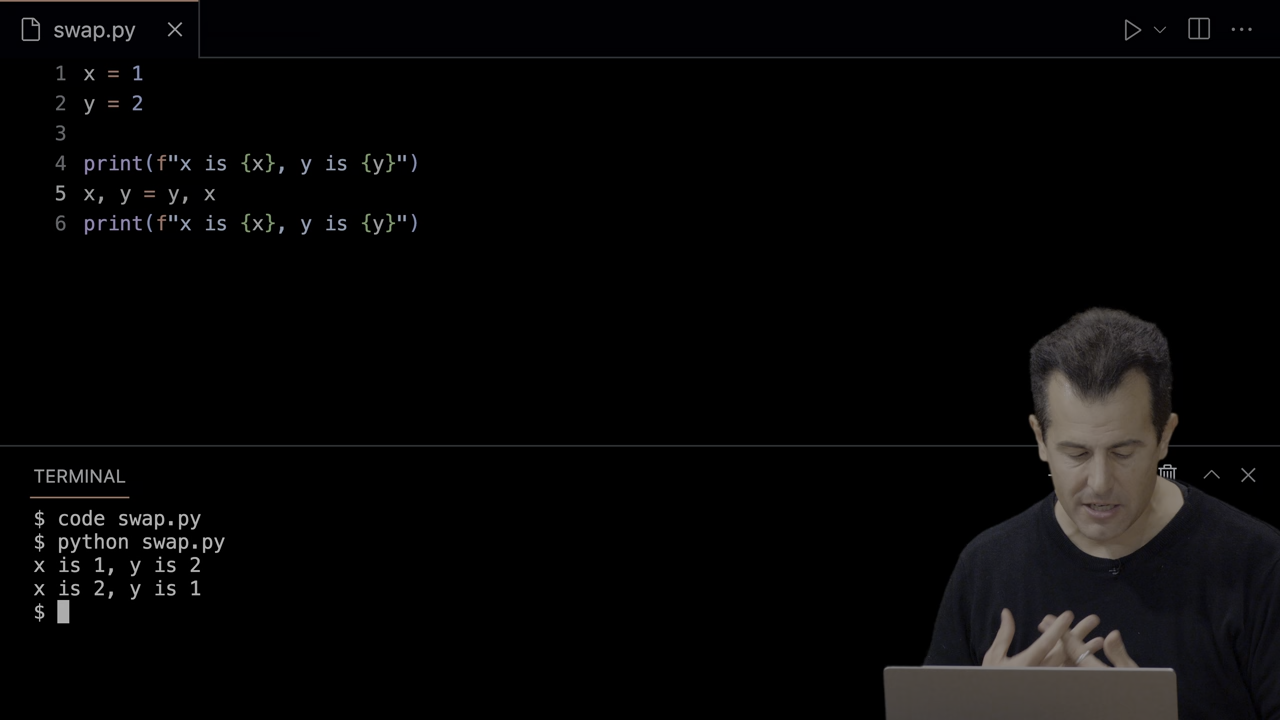 swap.py
1 x = 1
2 y = 2
3
4 print(f"x is {x}, y is {y}")
5 x, y = y, x
6 print(f"x is {x}, y is {y}")
TERMINAL
$ code swap.py
$ python swap.py
x is 1, y is 2
x is 2, y is 1
$